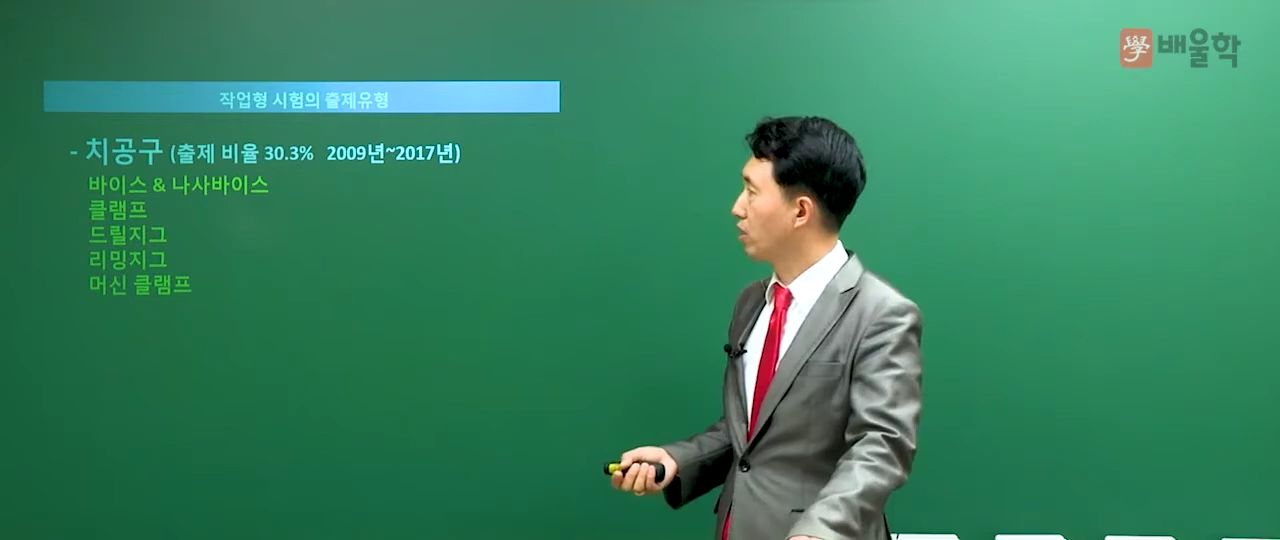 學 배울학
작업형 시험의 출제유형
- 치공구 (출제 비율 30.3% 2009년~2017년)
바이스 & 나사바이스
클램프
드릴지그
리밍지그
머신 클램프